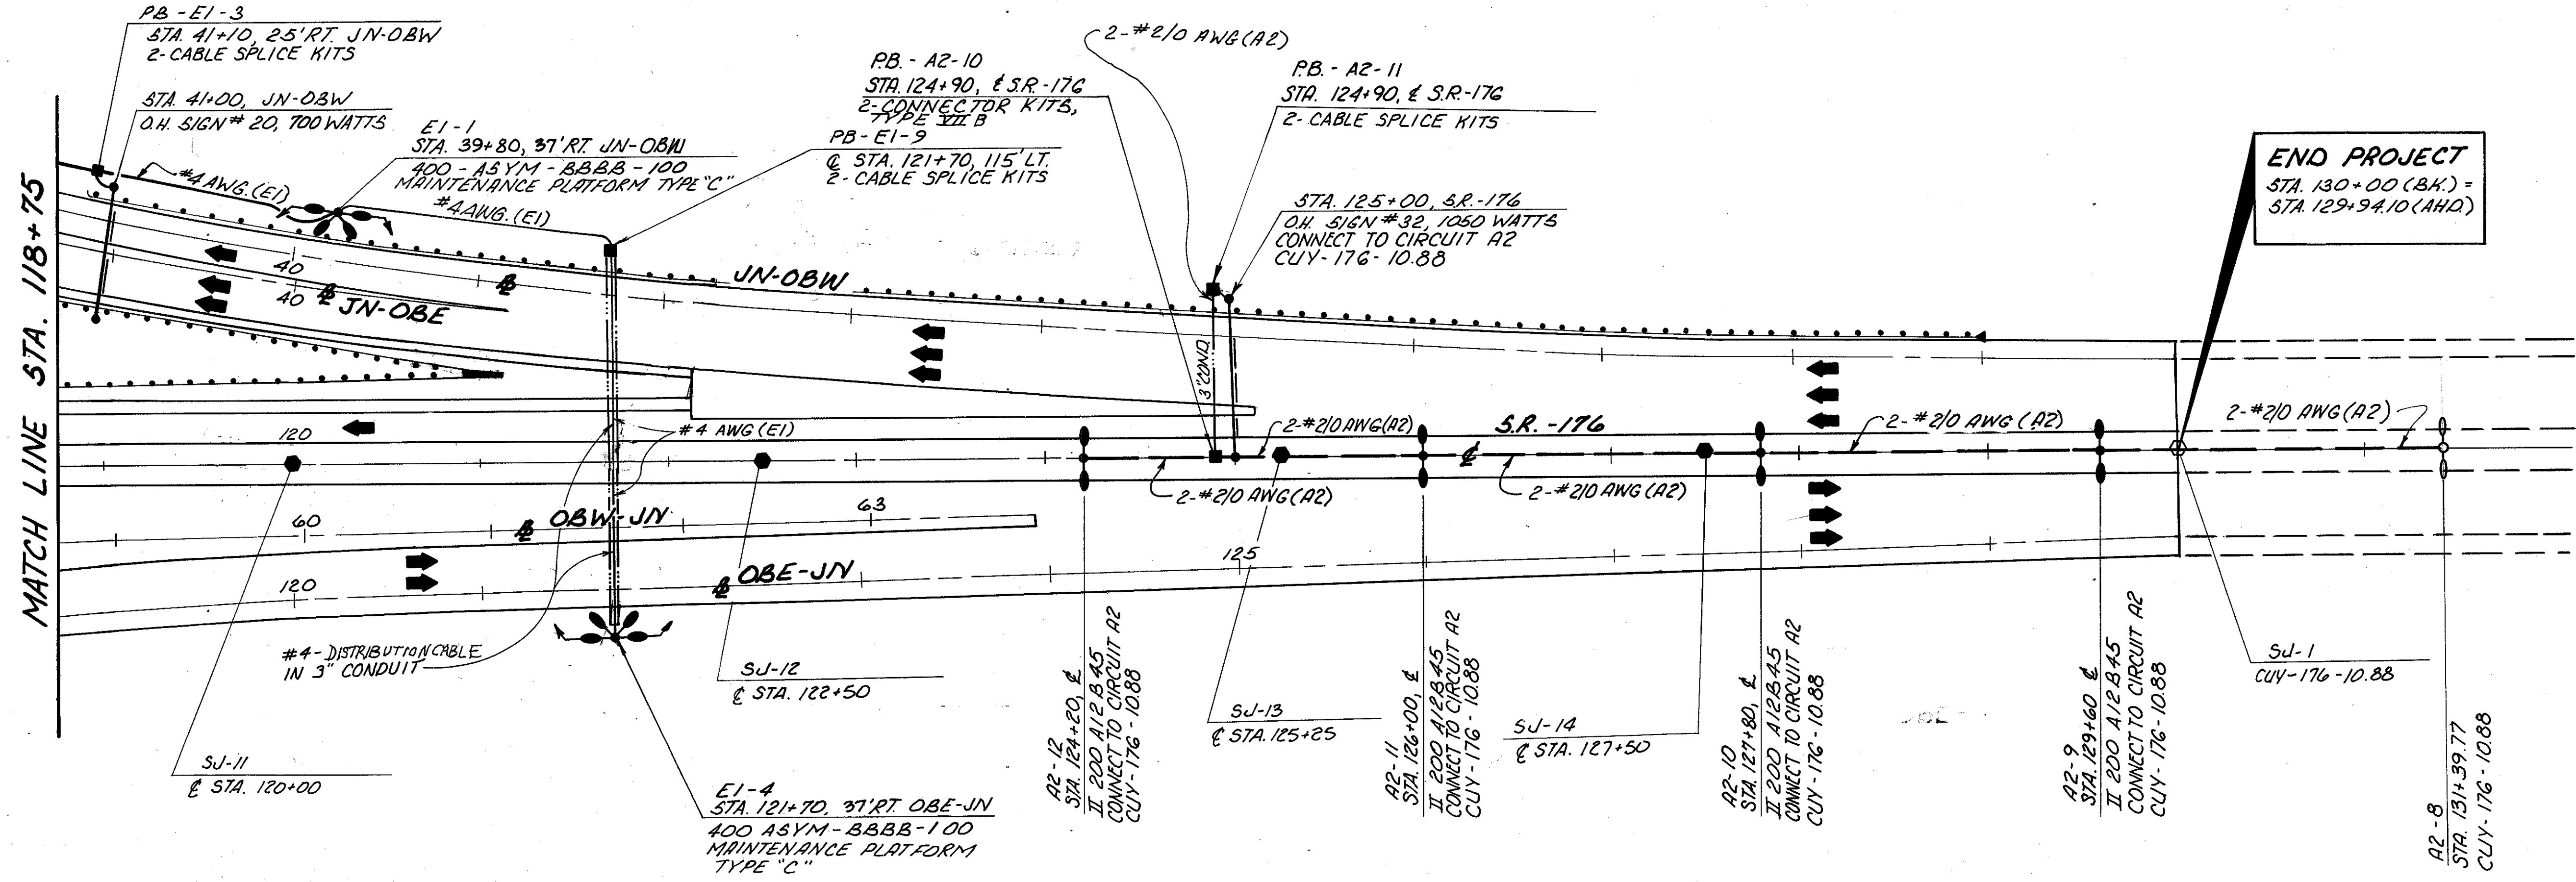 PB-E1-3
STA. 41+10, 25'RT. JN-OBW
2-CABLE SPLICE KITS
STA. 41+00, JN-OBW
O.H. SIGN # 20, 700 WATTS
E1-1
STA. 39+80, 37'RT. JN-OBW
400-ASYM-BBBB-100
MAINTENANCE PLATFORM TYPE "C"
#4 AWG. (E1)
#4 AWG. (E1)
P.B.-A2-10
STA. 124+90, ℄ S.R.-176
2-CONNECTOR KITS,
TYPE VII B
PB-E1-9
℄ STA. 121+70, 115' LT.
2-CABLE SPLICE KITS
2-#2/0 AWG (A2)
P.B.-A2-11
STA. 124+90, ℄ S.R.-176
2-CABLE SPLICE KITS
STA. 125+00, S.R.-176
O.H. SIGN #32, 1050 WATTS
CONNECT TO CIRCUIT A2
CUY-176-10.88
END PROJECT
STA. 130+00 (BK.) =
STA. 129+94.10 (AHD.)
MATCH LINE STA. 118+75
40
40
℄ JN-OBE
℄
JN-OBW
3" COND.
120
#4 AWG (E1)
2-#2/0 AWG (A2)
S.R.-176
℄
2-#2/0 AWG (A2)
2-#2/0 AWG (A2)
2-#2/0 AWG (A2)
2-#2/0 AWG (A2)
60
℄ OBW-JN
63
120
℄ OBE-JN
125
#4-DISTRIBUTION CABLE
IN 3" CONDUIT
SJ-11
℄ STA. 120+00
SJ-12
℄ STA. 122+50
E1-4
STA. 121+70, 37'RT. OBE-JN
400 ASYM-BBBB-100
MAINTENANCE PLATFORM
TYPE "C"
A2-12
STA. 124+20, ℄
II 200 A12 B45
CONNECT TO CIRCUIT A2
CUY-176-10.88
SJ-13
℄ STA. 125+25
A2-11
STA. 126+00, ℄
II 200 A12B45
CONNECT TO CIRCUIT A2
CUY-176-10.88
SJ-14
℄ STA. 127+50
A2-10
STA. 127+80, ℄
II 200 A12B45
CONNECT TO CIRCUIT A2
CUY-176-10.88
A2-9
STA. 129+60 ℄
II 200 A12 B45
CONNECT TO CIRCUIT A2
CUY-176-10.88
SJ-1
CUY-176-10.88
A2-8
STA. 131+39.77
CUY-176-10.88